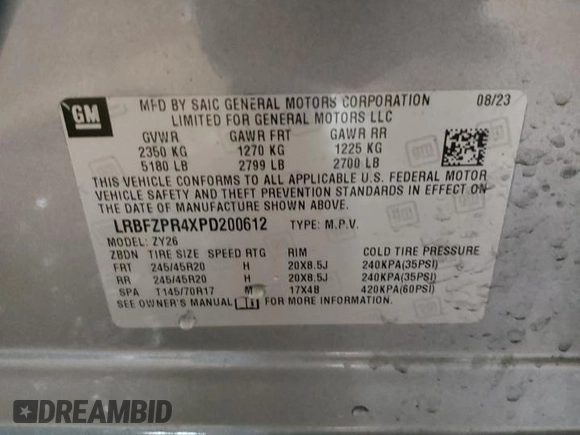 GM
MFD BY SAIC GENERAL MOTORS CORPORATION 08/23
LIMITED FOR GENERAL MOTORS LLC
GVWR GAWR FRT GAWR RR
2350 KG 1270 KG 1225 KG
5180 LB 2799 LB 2700 LB
THIS VEHICLE CONFORMS TO ALL APPLICABLE U.S. FEDERAL MOTOR
VEHICLE SAFETY AND THEFT PREVENTION STANDARDS IN EFFECT ON
THE DATE OF MANUFACTURE SHOWN ABOVE.
LRBFZPR4XPD200612 TYPE: M.P.V.
MODEL: ZY26
ZBDN TIRE SIZE SPEED RTG RIM COLD TIRE PRESSURE
FRT 245/45R20 H 20X8.5J 240KPA(35PSI)
RR 245/45R20 H 20X8.5J 240KPA(35PSI)
SPA T145/70R17 M 17X4B 420KPA(60PSI)
SEE OWNER'S MANUAL FOR MORE INFORMATION.
DREAMBID